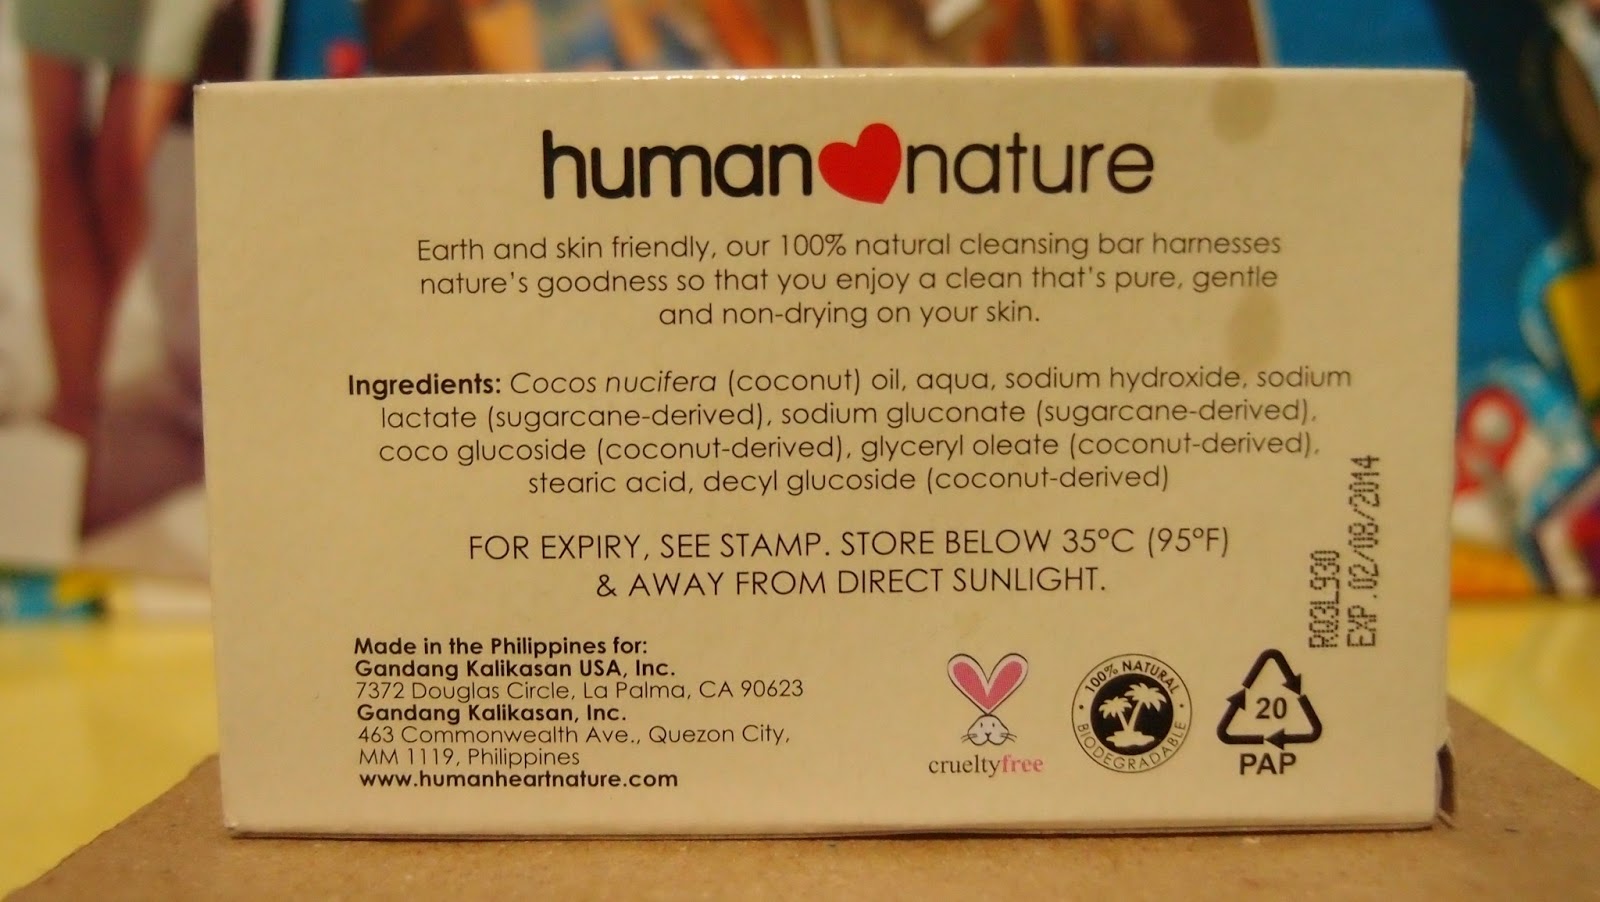 human nature
Earth and skin friendly, our 100% natural cleansing bar harnesses
nature's goodness so that you enjoy a clean that's pure, gentle
and non-drying on your skin.
Ingredients: Cocos nucifera (coconut) oil, aqua, sodium hydroxide, sodium
lactate (sugarcane-derived), sodium gluconate (sugarcane-derived),
coco glucoside (coconut-derived), glyceryl oleate (coconut-derived),
stearic acid, decyl glucoside (coconut-derived)
FOR EXPIRY, SEE STAMP. STORE BELOW 35°C (95°F)
& AWAY FROM DIRECT SUNLIGHT.
R03L930
EXP.02/08/2014
Made in the Philippines for:
Gandang Kalikasan USA, Inc.
7372 Douglas Circle, La Palma, CA 90623
Gandang Kalikasan, Inc.
463 Commonwealth Ave., Quezon City,
MM 1119, Philippines
www.humanheartnature.com
crueltyfree
100% NATURAL
BIODEGRADABLE
20
PAP